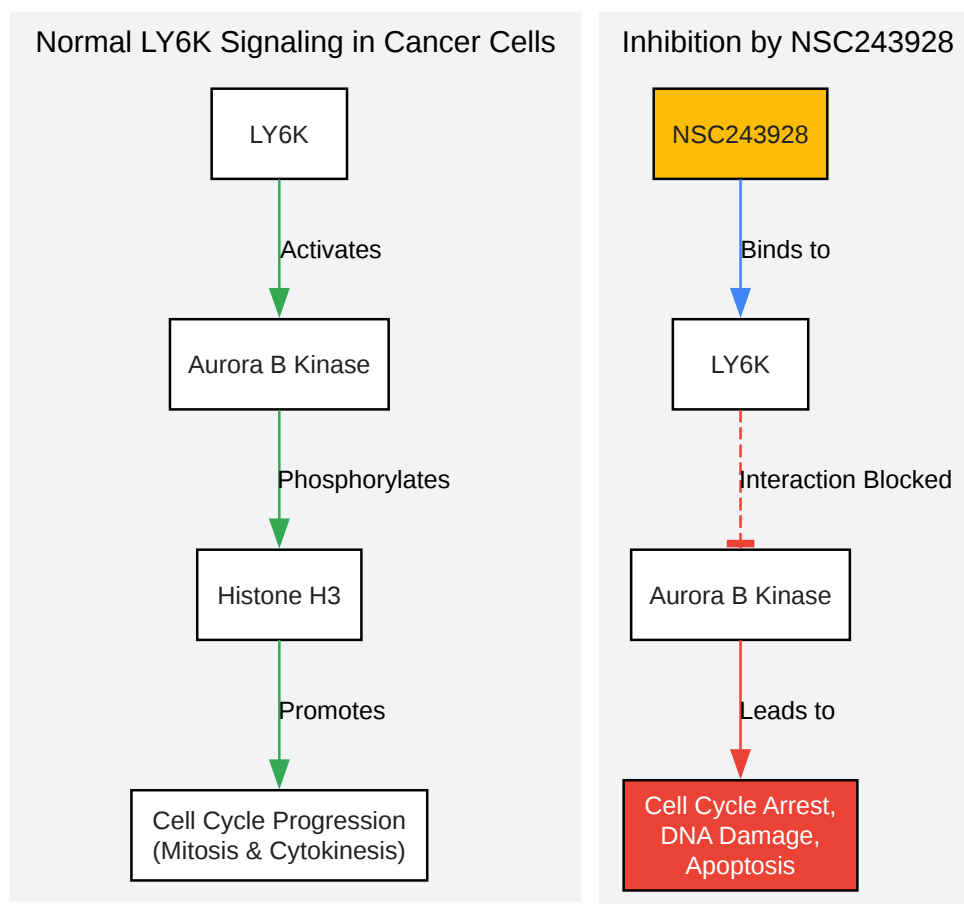 Normal LY6K Signaling in Cancer Cells
LY6K
Activates
Aurora B Kinase
Phosphorylates
Histone H3
Promotes
Cell Cycle Progression
(Mitosis & Cytokinesis)
Inhibition by NSC243928
NSC243928
Binds to
LY6K
Interaction Blocked
Aurora B Kinase
Leads to
Cell Cycle Arrest,
DNA Damage,
Apoptosis